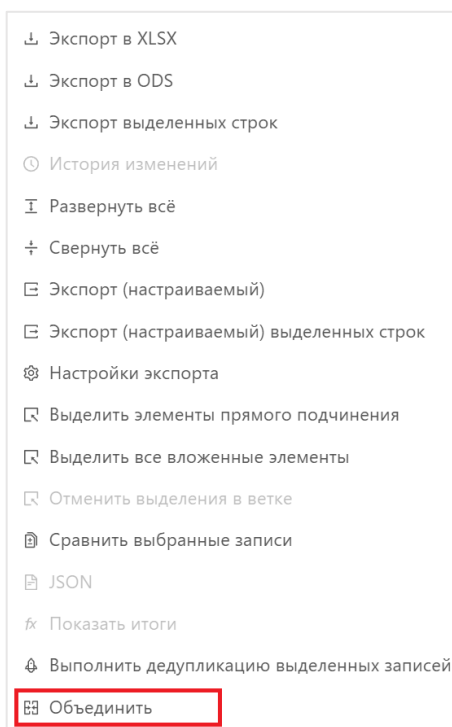 Экспорт в XLSX
Экспорт в ODS
Экспорт выделенных строк
История изменений
Развернуть всё
Свернуть всё
Экспорт (настраиваемый)
Экспорт (настраиваемый) выделенных строк
Настройки экспорта
Выделить элементы прямого подчинения
Выделить все вложенные элементы
Отменить выделения в ветке
Сравнить выбранные записи
JSON
fx Показать итоги
Выполнить дедупликацию выделенных записей
Объединить